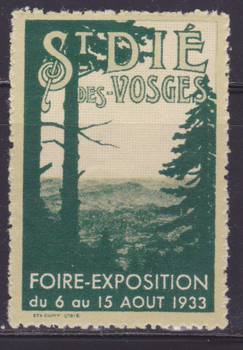 ST DIÉ
DES-VOSGES
FOIRE-EXPOSITION
du 6 au 15 AOUT 1933